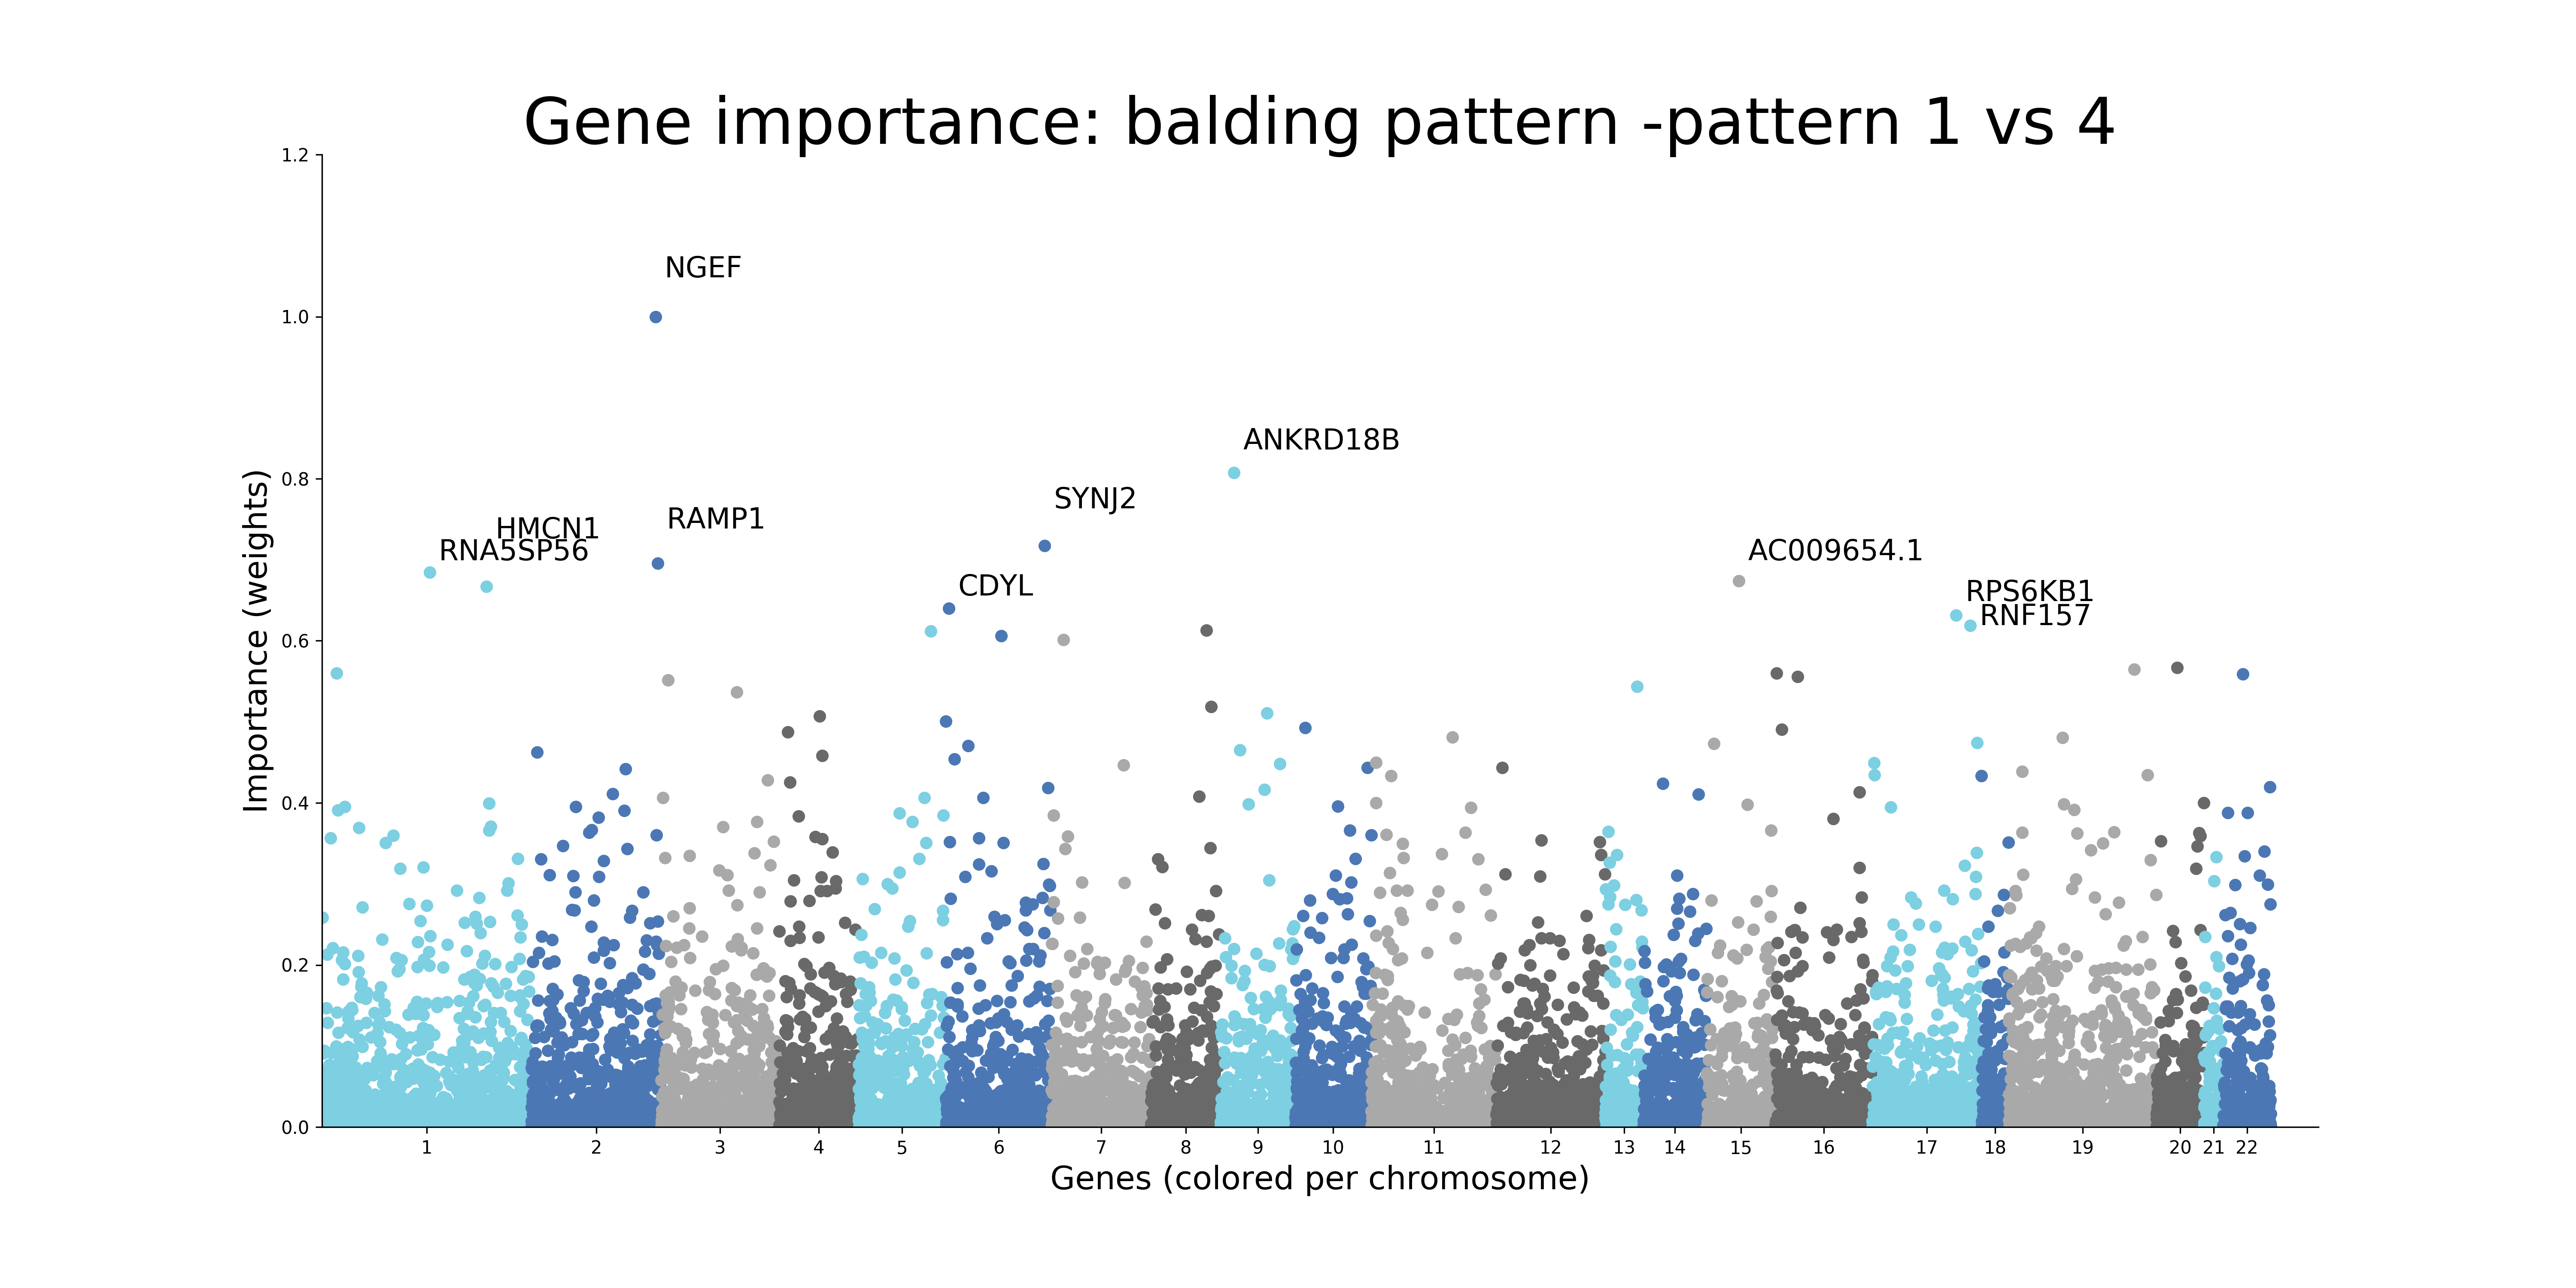 Gene importance: balding pattern -pattern 1 vs 4
1.2
1.0
0.8
0.6
0.4
0.2
0.0
Importance (weights)
NGEF
ANKRD18B
SYNJ2
RAMP1
HMCN1
RNA5SP56
AC009654.1
CDYL
RPS6KB1
RNF157
1 2 3 4 5 6 7 8 9 10 11 12 13 14 15 16 17 18 19 20 21 22
Genes (colored per chromosome)